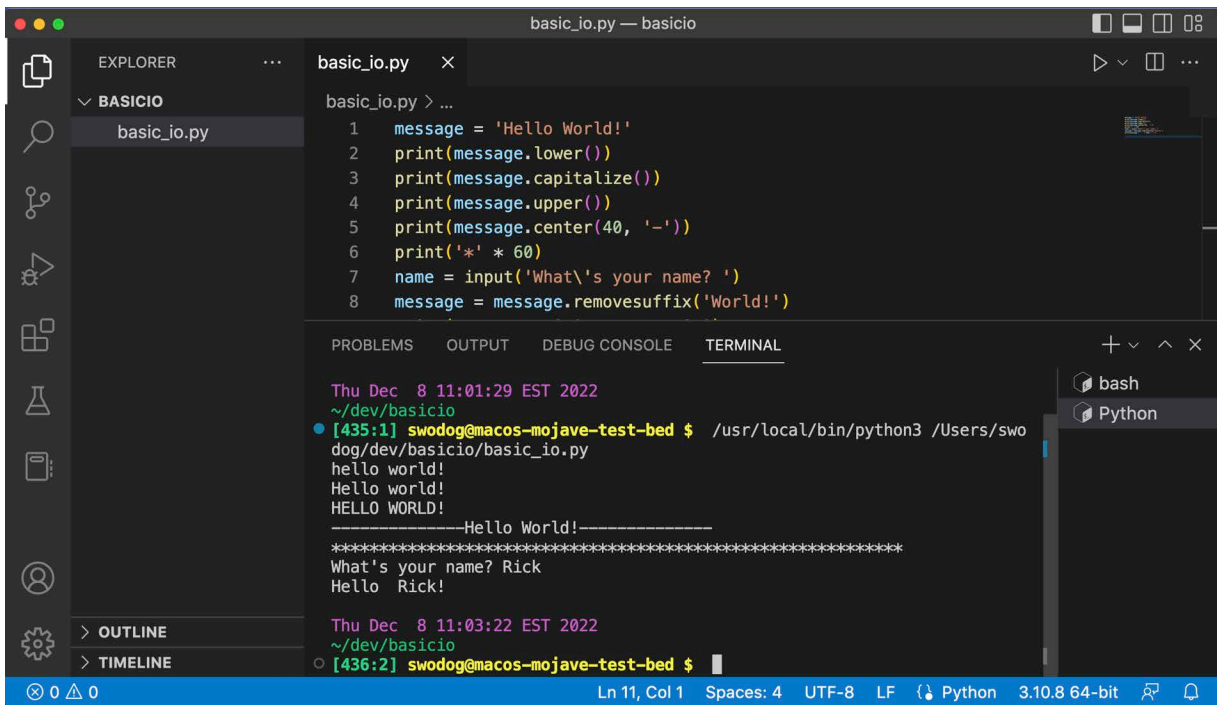 basic_io.py — basicio
EXPLORER
BASICIO
basic_io.py
OUTLINE
TIMELINE
basic_io.py
basic_io.py > ...
1 message = 'Hello World!'
2 print(message.lower())
3 print(message.capitalize())
4 print(message.upper())
5 print(message.center(40, '-'))
6 print('*' * 60)
7 name = input('What\'s your name? ')
8 message = message.removesuffix('World!')
PROBLEMS OUTPUT DEBUG CONSOLE TERMINAL
Thu Dec  8 11:01:29 EST 2022
~/dev/basicio
[435:1] swodog@macos-mojave-test-bed $  /usr/local/bin/python3 /Users/swo
dog/dev/basicio/basic_io.py
hello world!
Hello world!
HELLO WORLD!
--------------Hello World!--------------
************************************************************
What's your name? Rick
Hello  Rick!
Thu Dec  8 11:03:22 EST 2022
~/dev/basicio
[436:2] swodog@macos-mojave-test-bed $
bash
Python
0 0 Ln 11, Col 1 Spaces: 4 UTF-8 LF Python 3.10.8 64-bit